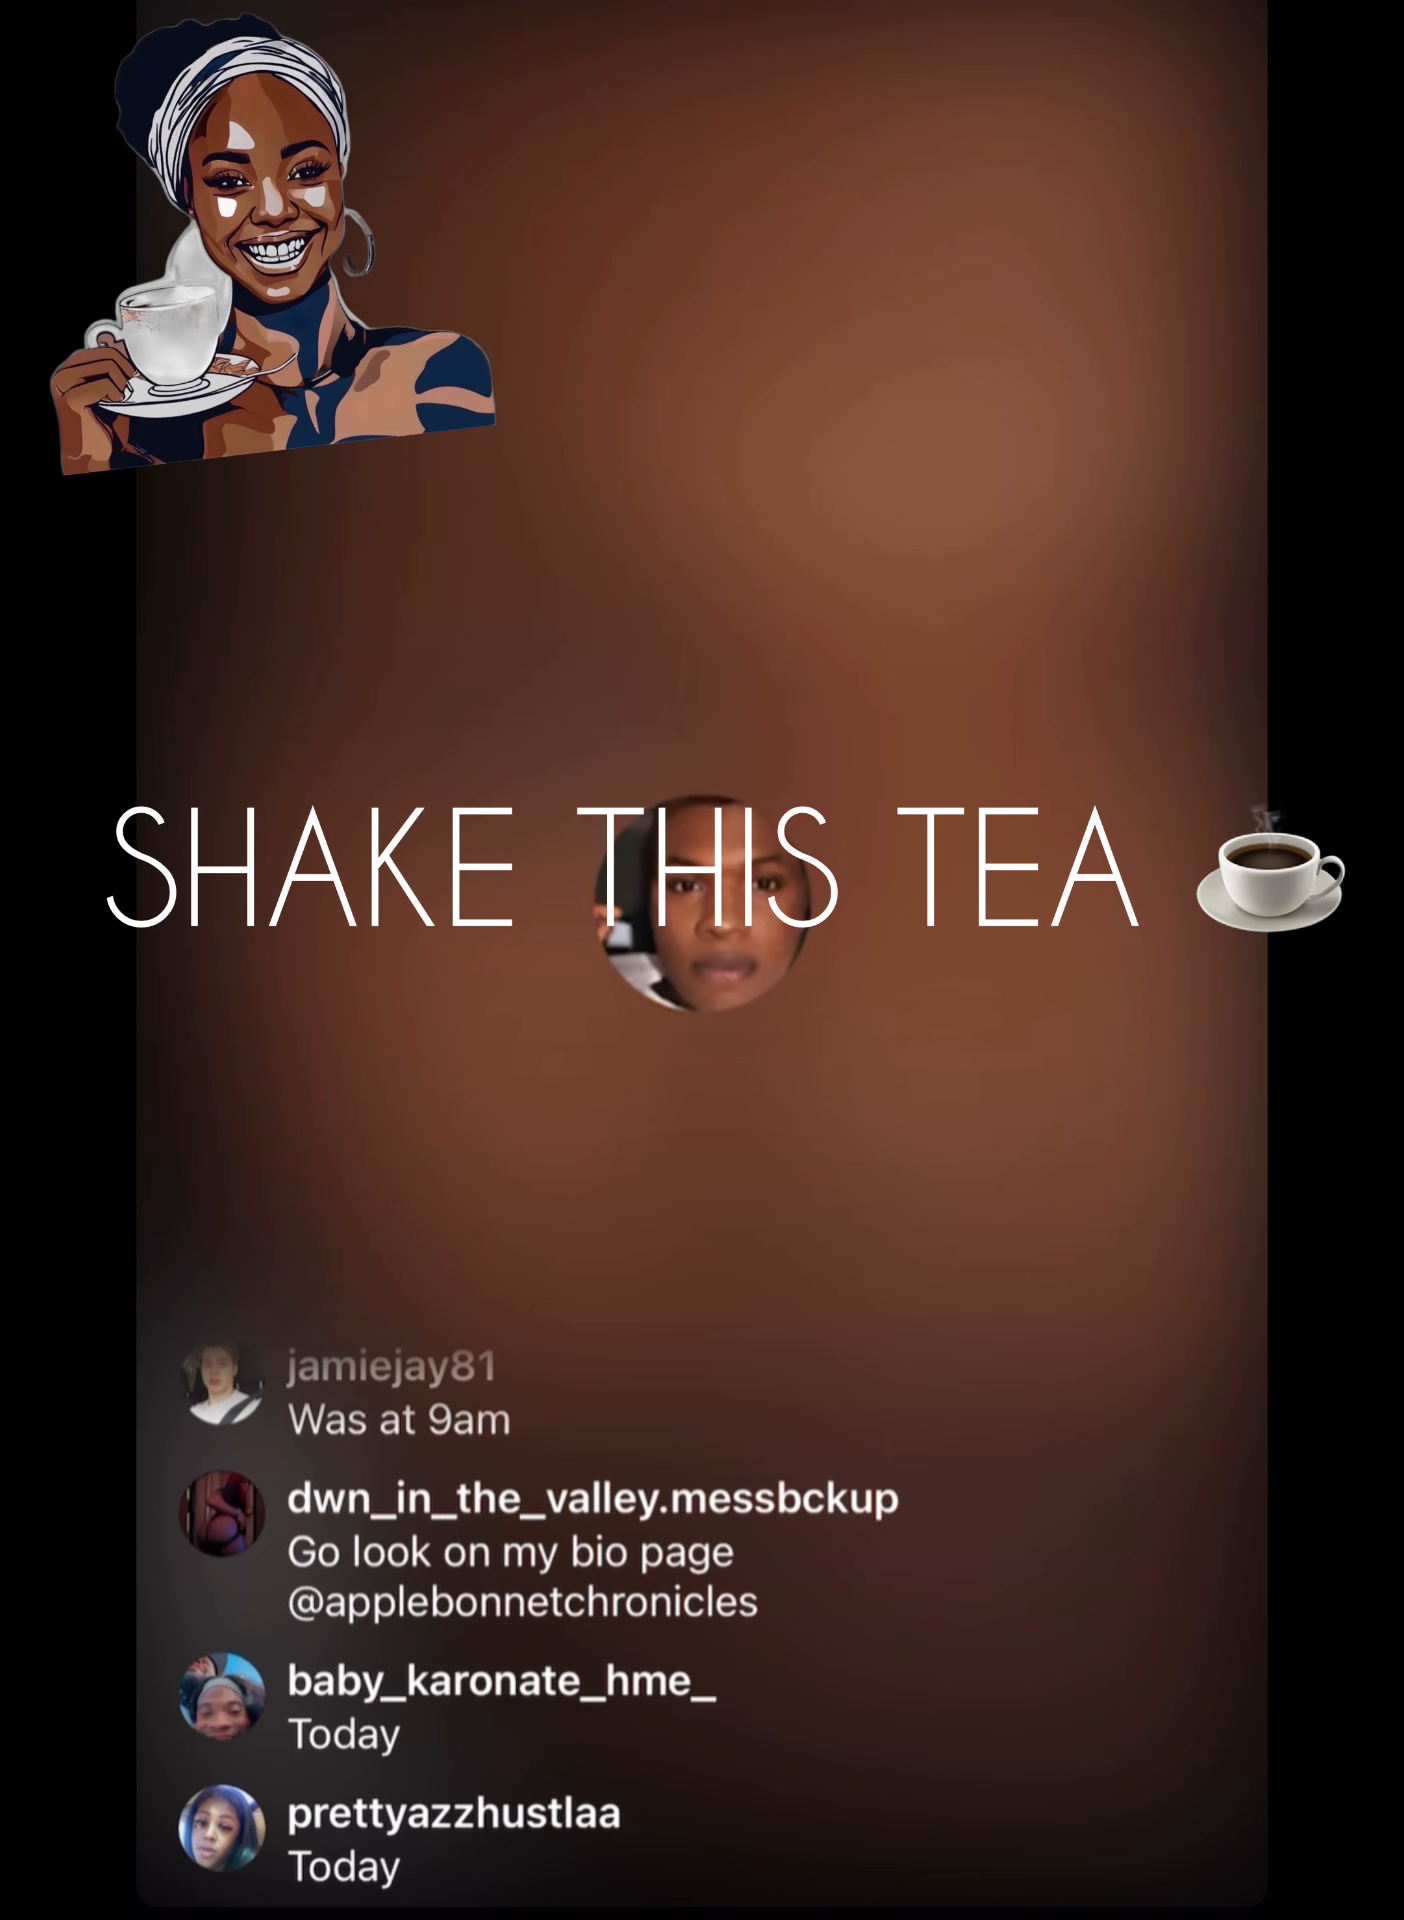 SHAKE THIS TEA
jamiejay81
Was at 9am
dwn_in_the_valley.messbckup
Go look on my bio page
@applebonnetchronicles
baby_karonate_hme_
Today
prettyazzhustlaa
Today